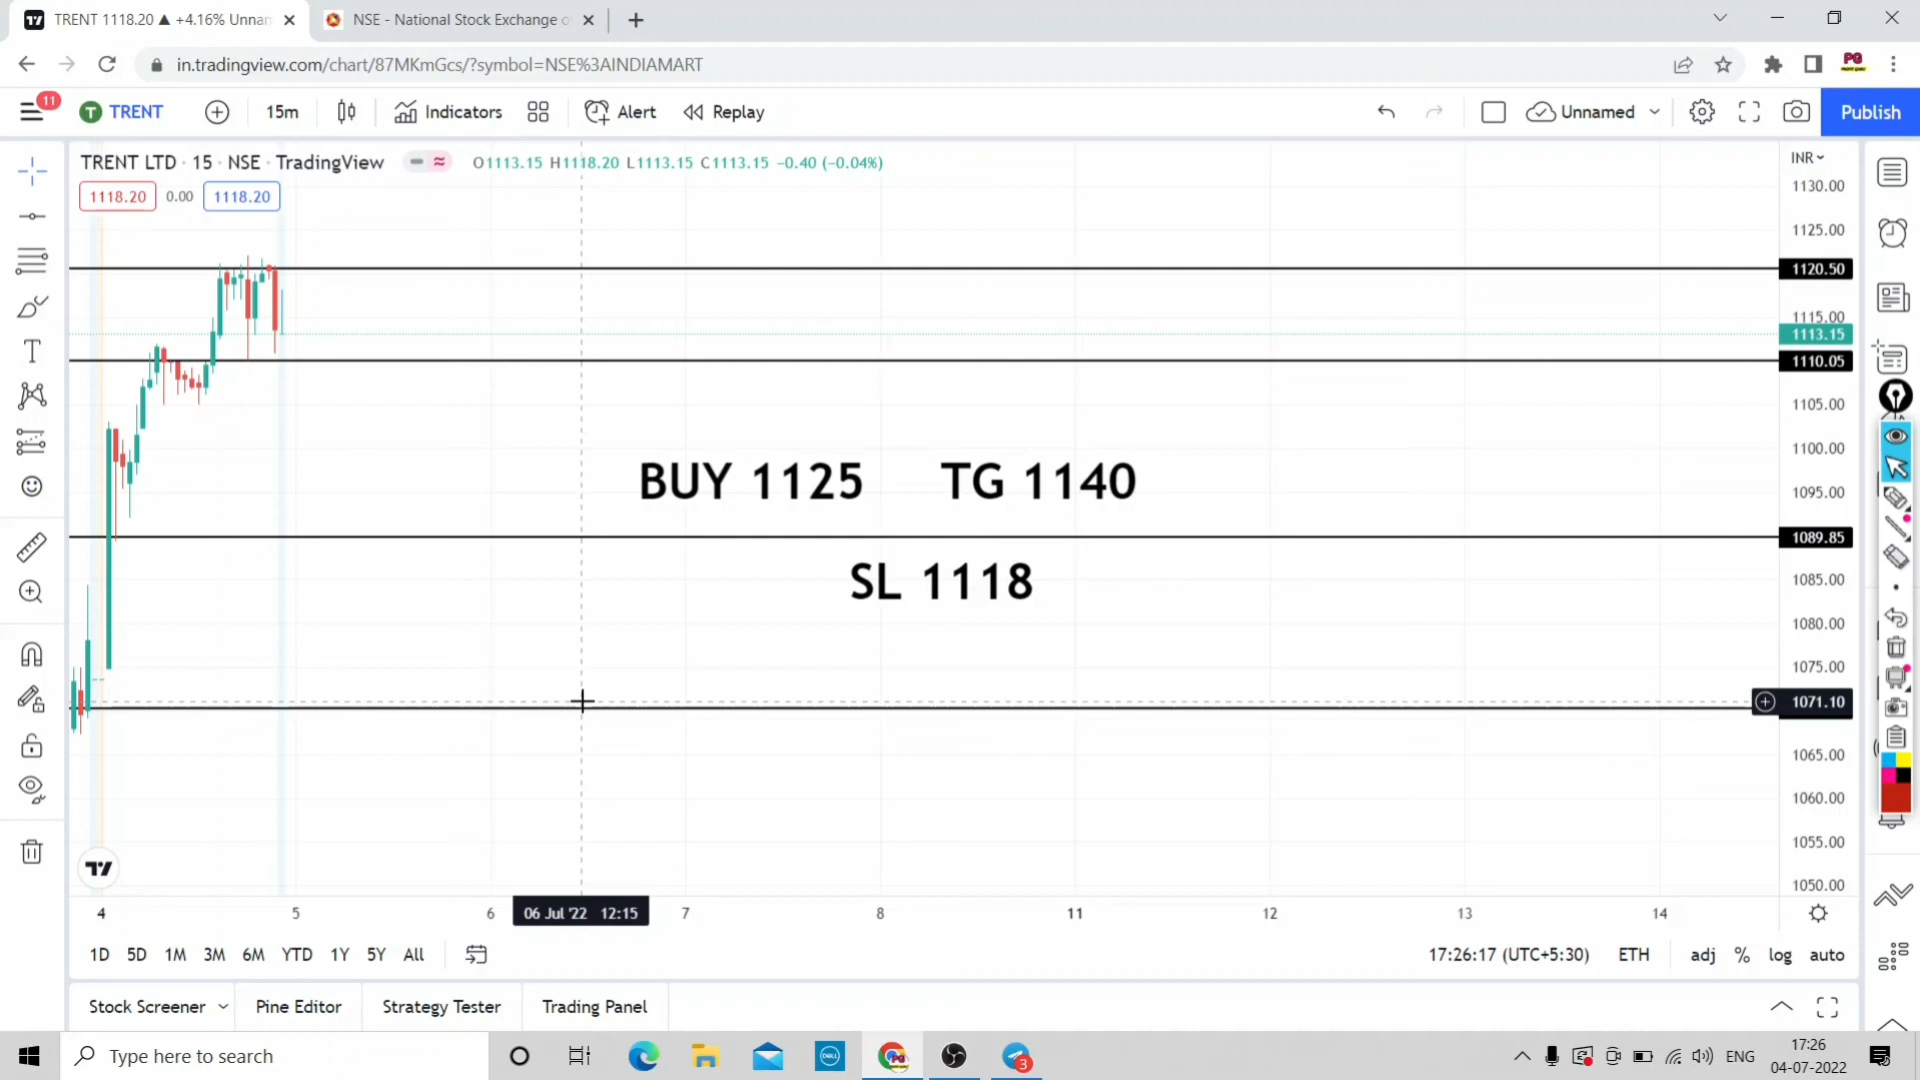 TRENT 1118.20 ▲ +4.16% Unnan
NSE - National Stock Exchange o
in.tradingview.com/chart/87MKmGcs/?symbol=NSE%3AINDIAMART
11
TRENT
15m
Indicators
Alert
Replay
Unnamed
Publish
TRENT LTD · 15 · NSE · TradingView
O1113.15 H1118.20 L1113.15 C1113.15 −0.40 (−0.04%)
INR
1118.20 0.00 1118.20
1130.00
1125.00
1120.50
1115.00
1113.15
1110.05
1105.00
1100.00
1095.00
1089.85
1085.00
1080.00
1075.00
1071.10
1065.00
1060.00
1055.00
1050.00
BUY 1125 TG 1140
SL 1118
4 5 6 06 Jul '22 12:15 7 8 11 12 13 14
1D 5D 1M 3M 6M YTD 1Y 5Y All
17:26:17 (UTC+5:30) ETH adj % log auto
Stock Screener Pine Editor Strategy Tester Trading Panel
Type here to search
DELL
PG
3
ENG
17:26
04-07-2022